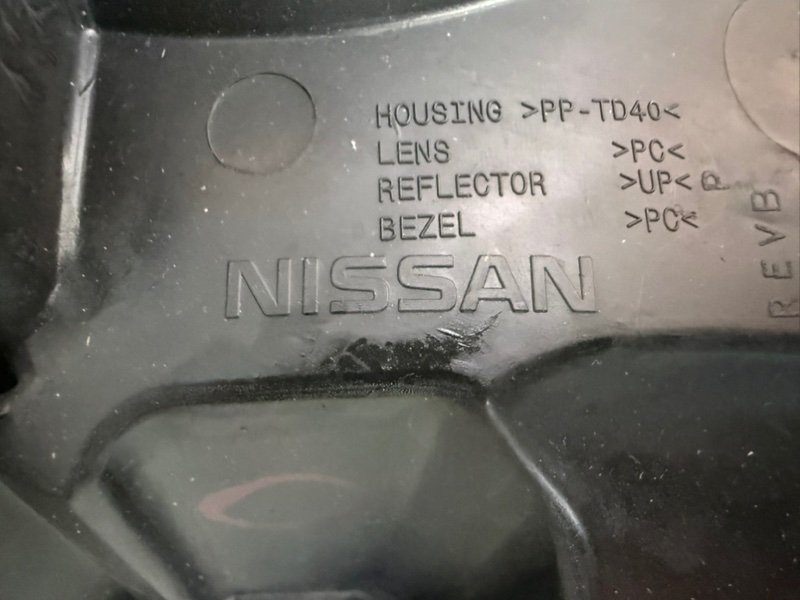 HOUSING >PP-TD40<
LENS >PC<
REFLECTOR >UP<
BEZEL >PC<
NISSAN
P
REVB